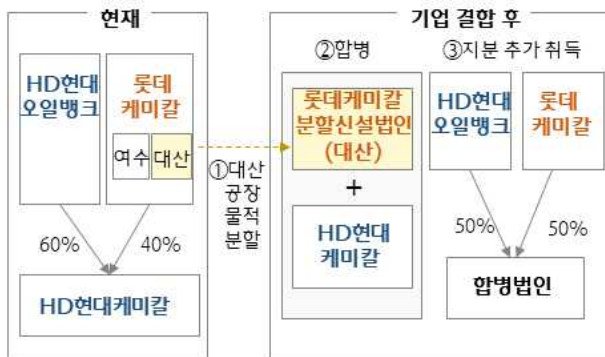 현재
HD현대
오일뱅크
롯데
케미칼
여수
대산
60%
40%
HD현대케미칼
①대산
공장
물적
분할
기업 결합 후
②합병
롯데케미칼
분할신설법인
(대산)
+
HD현대
케미칼
③지분 추가 취득
HD현대
오일뱅크
롯데
케미칼
50%
50%
합병법인